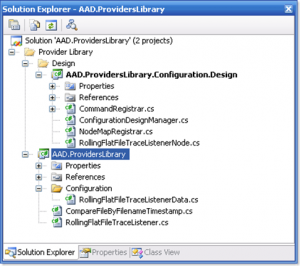 Solution Explorer - AAD.ProvidersLibrary
Solution 'AAD.ProvidersLibrary' (2 projects)
Provider Library
Design
AAD.ProvidersLibrary.Configuration.Design
Properties
References
CommandRegistrar.cs
ConfigurationDesignManager.cs
NodeMapRegistrar.cs
RollingFlatFileTraceListenerNode.cs
AAD.ProvidersLibrary
Properties
References
Configuration
RollingFlatFileTraceListenerData.cs
CompareFileByFilenameTimestamp.cs
RollingFlatFileTraceListener.cs
Solution Explorer Properties Class View